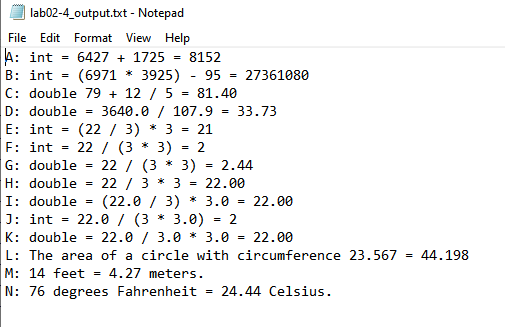 lab02-4_output.txt - Notepad
File Edit Format View Help
A: int = 6427 + 1725 = 8152
B: int = (6971 * 3925) - 95 = 27361080
C: double 79 + 12 / 5 = 81.40
D: double = 3640.0 / 107.9 = 33.73
E: int = (22 / 3) * 3 = 21
F: int = 22 / (3 * 3) = 2
G: double = 22 / (3 * 3) = 2.44
H: double = 22 / 3 * 3 = 22.00
I: double = (22.0 / 3) * 3.0 = 22.00
J: int = 22.0 / (3 * 3.0) = 2
K: double = 22.0 / 3.0 * 3.0 = 22.00
L: The area of a circle with circumference 23.567 = 44.198
M: 14 feet = 4.27 meters.
N: 76 degrees Fahrenheit = 24.44 Celsius.